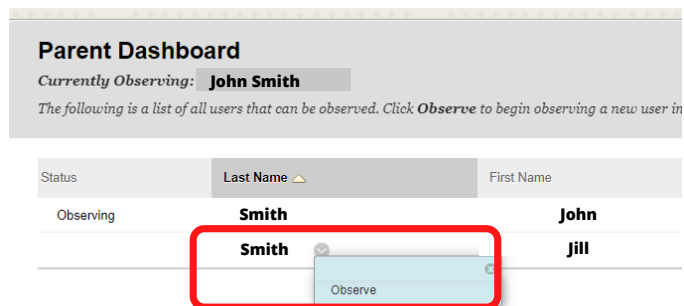 Parent Dashboard
Currently Observing: John Smith
The following is a list of all users that can be observed. Click Observe to begin observing a new user in
Status Last Name First Name
Observing Smith John
Smith Jill
Observe